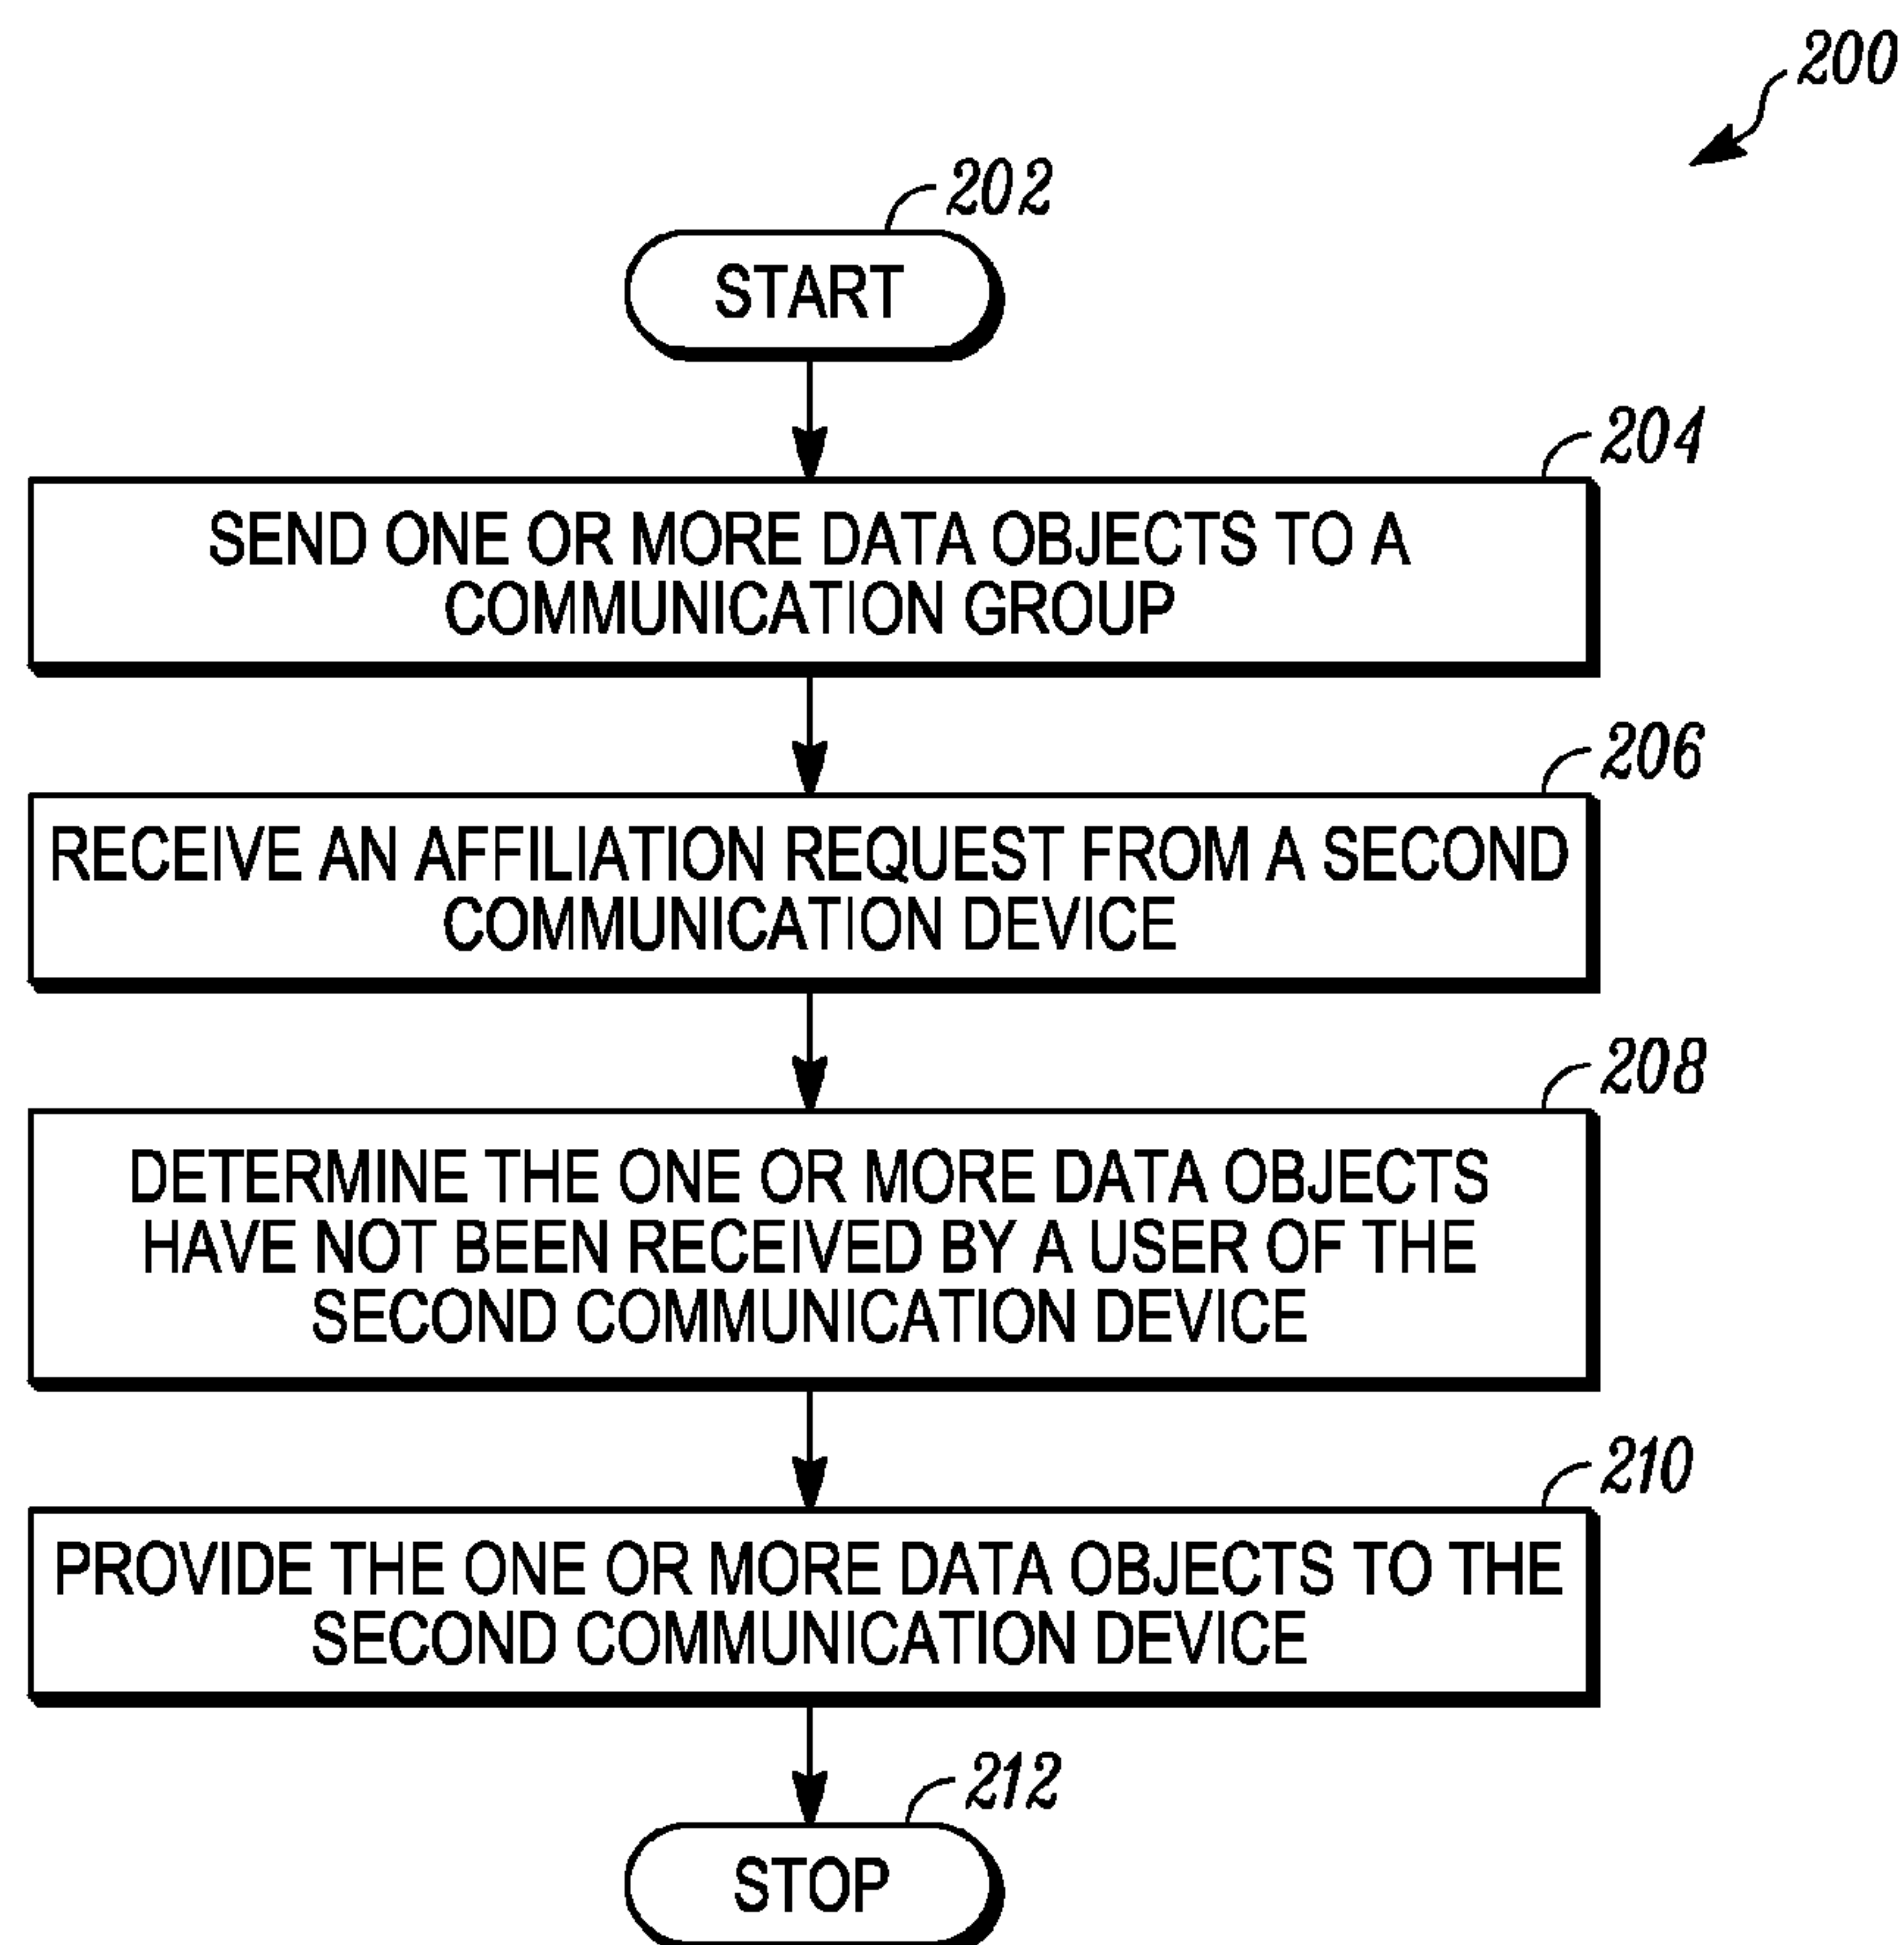 200
202
START
204
SEND ONE OR MORE DATA OBJECTS TO A
COMMUNICATION GROUP
206
RECEIVE AN AFFILIATION REQUEST FROM A SECOND
COMMUNICATION DEVICE
208
DETERMINE THE ONE OR MORE DATA OBJECTS
HAVE NOT BEEN RECEIVED BY A USER OF THE
SECOND COMMUNICATION DEVICE
210
PROVIDE THE ONE OR MORE DATA OBJECTS TO THE
SECOND COMMUNICATION DEVICE
212
STOP